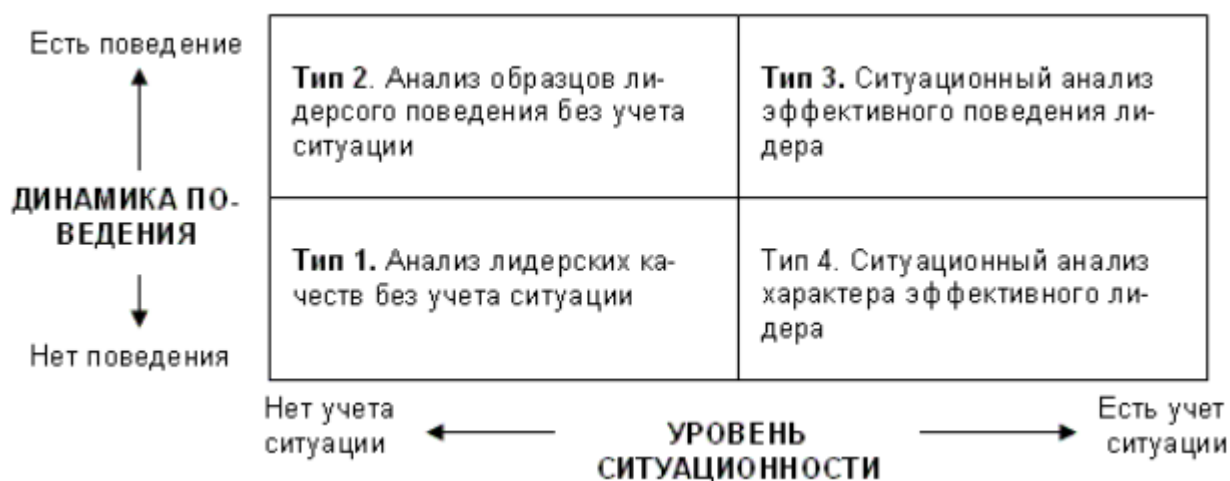 Есть поведение
Тип 2. Анализ образцов ли-
дерсого поведения без учета
ситуации
Тип 3. Ситуационный анализ
эффективного поведения ли-
дера
ДИНАМИКА ПО-
ВЕДЕНИЯ
Тип 1. Анализ лидерских ка-
честв без учета ситуации
Тип 4. Ситуационный анализ
характера эффективного ли-
дера
Нет поведения
Нет учета
ситуации
УРОВЕНЬ
СИТУАЦИОННОСТИ
Есть учет
ситуации